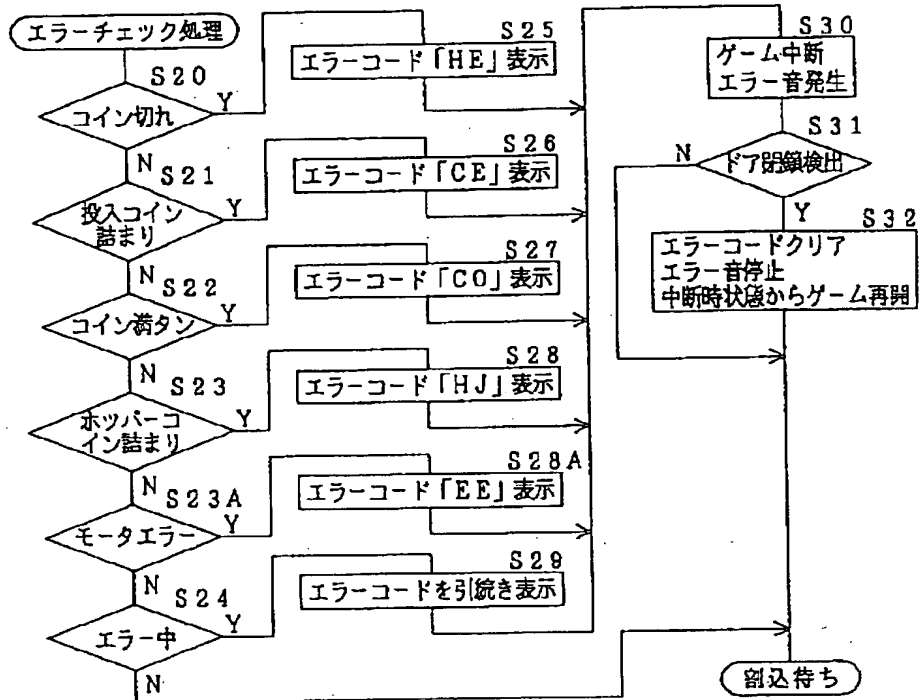 エラーチェック処理
S20
コイン切れ
Y
N
S25
エラーコード「HE」表示
S21
投入コイン
詰まり
Y
N
S26
エラーコード「CE」表示
S22
コイン満タン
Y
N
S27
エラーコード「CO」表示
S23
ホッパーコ
イン詰まり
Y
N
S28
エラーコード「HJ」表示
S23A
モータエラー
Y
N
S28A
エラーコード「EE」表示
S24
エラー中
Y
N
S29
エラーコードを引続き表示
S30
ゲーム中断
エラー音発生
S31
ドア閉鎖検出
N
Y
S32
エラーコードクリア
エラー音停止
中断時状態からゲーム再開
割込待ち